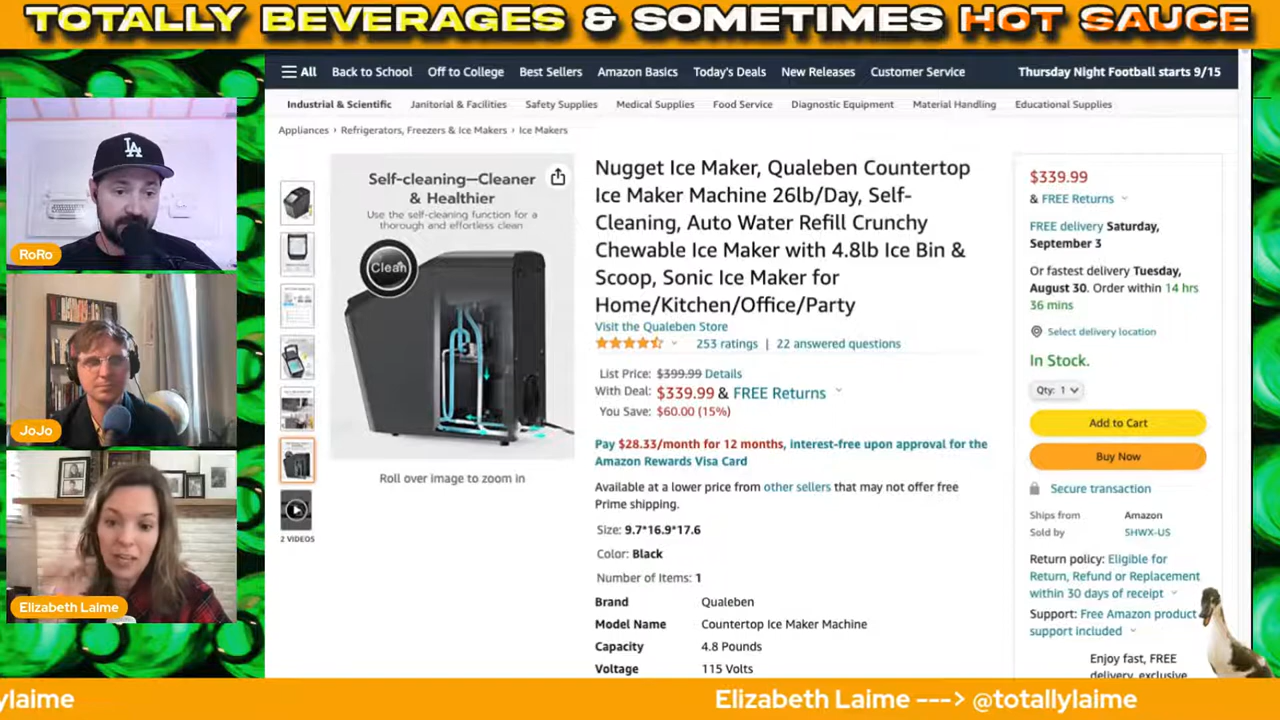 TOTALLY BEVERAGES & SOMETIMES HOT SAUCE
All Back to School Off to College Best Sellers Amazon Basics Today's Deals New Releases Customer Service Thursday Night Football starts 9/15
Industrial & Scientific Janitorial & Facilities Safety Supplies Medical Supplies Food Service Diagnostic Equipment Material Handling Educational Supplies
Appliances › Refrigerators, Freezers & Ice Makers › Ice Makers
LA
RoRo
JoJo
Elizabeth Laime
2 VIDEOS
Self-cleaning—Cleaner
& Healthier
Use the self-cleaning function for a
thorough and effortless clean
Clean
Roll over image to zoom in
Nugget Ice Maker, Qualeben Countertop
Ice Maker Machine 26lb/Day, Self-
Cleaning, Auto Water Refill Crunchy
Chewable Ice Maker with 4.8lb Ice Bin &
Scoop, Sonic Ice Maker for
Home/Kitchen/Office/Party
Visit the Qualeben Store
253 ratings | 22 answered questions
List Price: $399.99 Details
With Deal: $339.99 & FREE Returns
You Save: $60.00 (15%)
Pay $28.33/month for 12 months, interest-free upon approval for the
Amazon Rewards Visa Card
Available at a lower price from other sellers that may not offer free
Prime shipping.
Size: 9.7*16.9*17.6
Color: Black
Number of Items: 1
Brand Qualeben
Model Name Countertop Ice Maker Machine
Capacity 4.8 Pounds
Voltage 115 Volts
$339.99
& FREE Returns
FREE delivery Saturday,
September 3
Or fastest delivery Tuesday,
August 30. Order within 14 hrs
36 mins
Select delivery location
In Stock.
Qty: 1
Add to Cart
Buy Now
Secure transaction
Ships from Amazon
Sold by SHWX-US
Return policy: Eligible for
Return, Refund or Replacement
within 30 days of receipt
Support: Free Amazon product
support included
Enjoy fast, FREE
delivery, exclusive
ylaime
Elizabeth Laime ---> @totallylaime